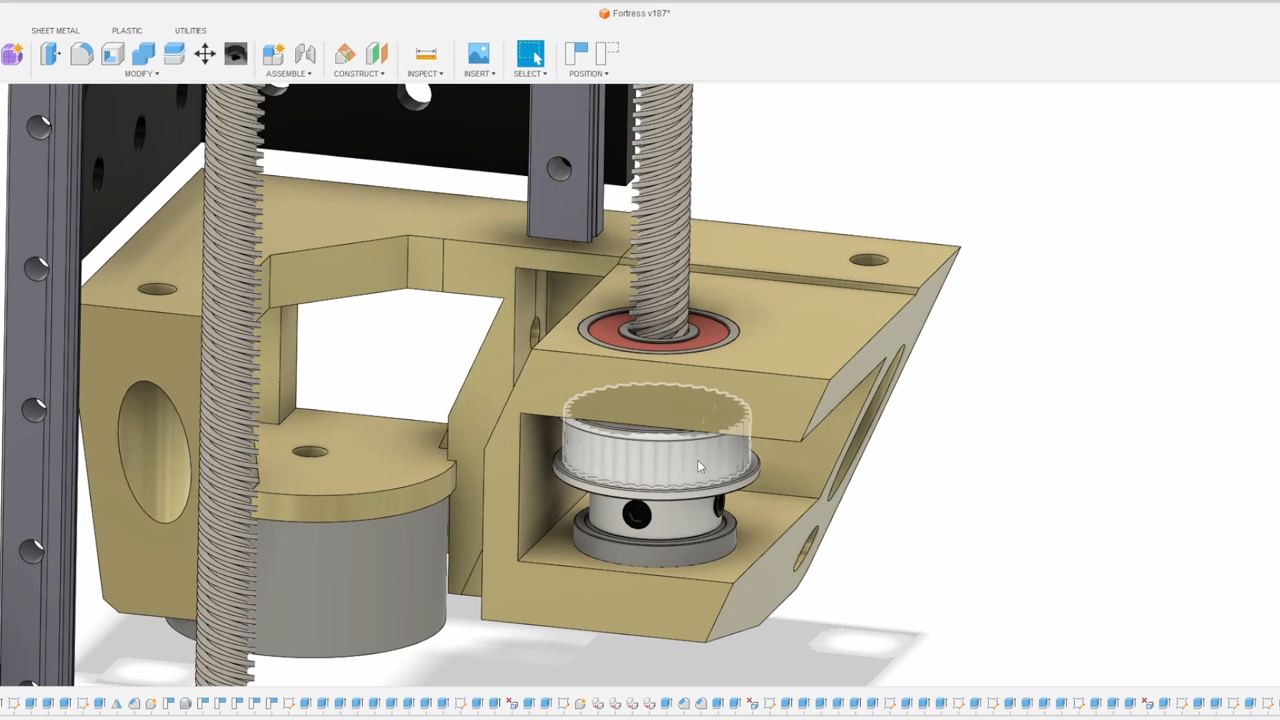 Fortress v187*
SHEET METAL PLASTIC UTILITIES
MODIFY ASSEMBLE CONSTRUCT INSPECT INSERT SELECT POSITION